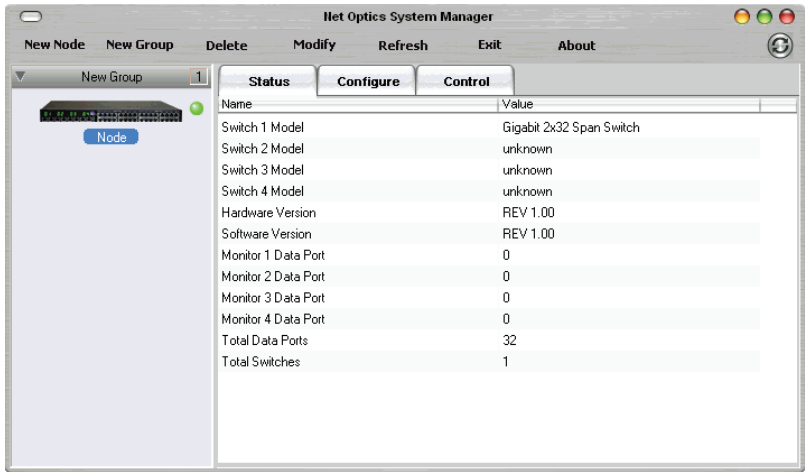 Net Optics System Manager
New Node New Group Delete Modify Refresh Exit About
New Group 1
Node
Status Configure Control
Name Value
Switch 1 Model Gigabit 2x32 Span Switch
Switch 2 Model unknown
Switch 3 Model unknown
Switch 4 Model unknown
Hardware Version REV 1.00
Software Version REV 1.00
Monitor 1 Data Port 0
Monitor 2 Data Port 0
Monitor 3 Data Port 0
Monitor 4 Data Port 0
Total Data Ports 32
Total Switches 1